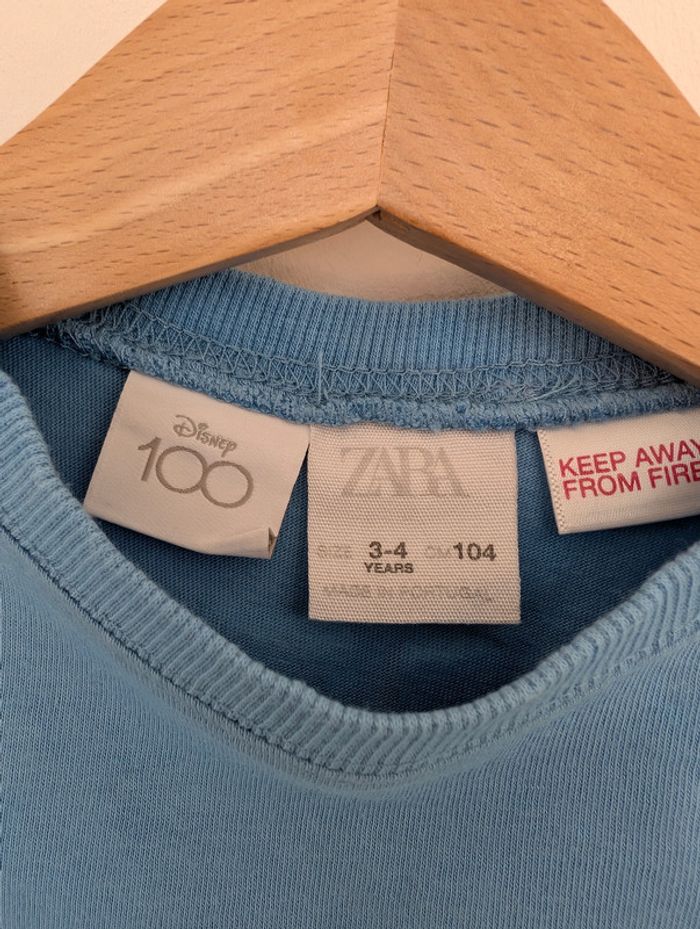 Disney
100
ZARA
SIZE 3-4 CM 104
YEARS
MADE IN PORTUGAL
KEEP AWAY
FROM FIRE